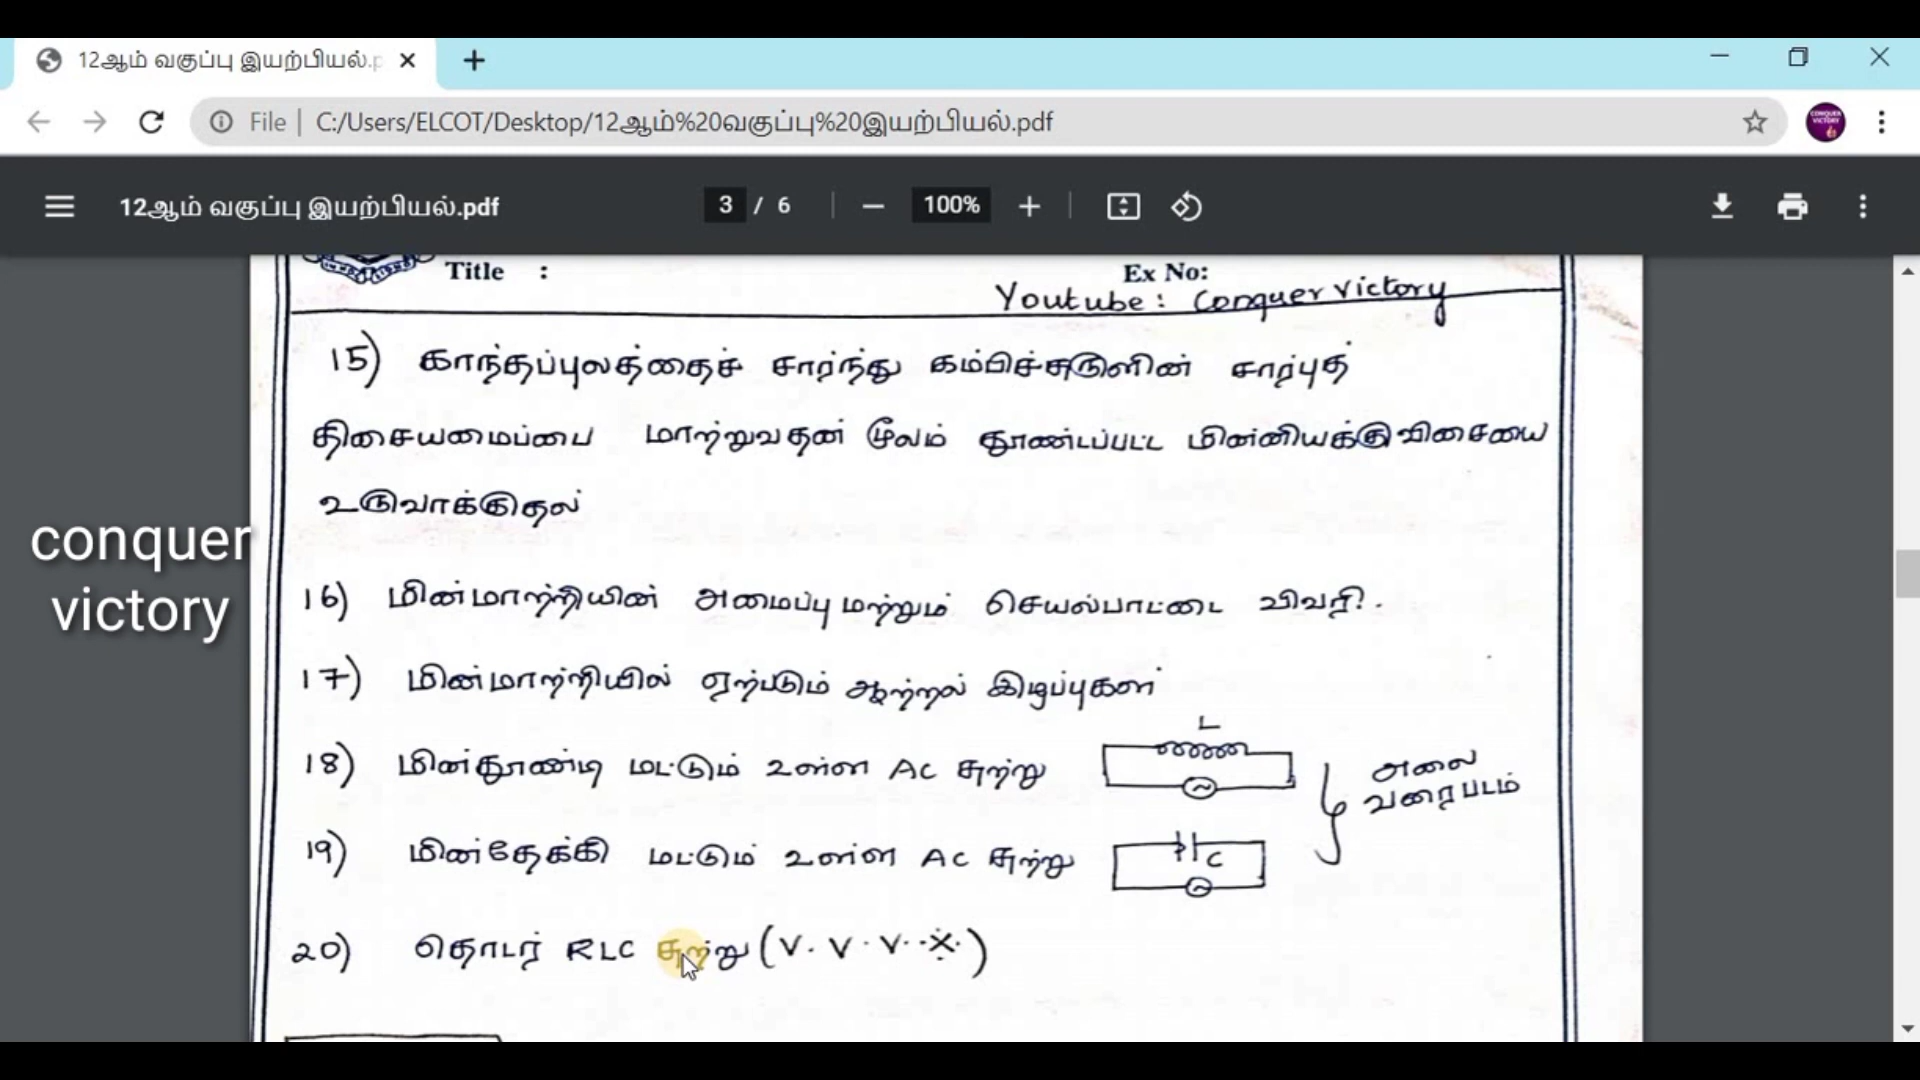 12ஆம் வகுப்பு இயற்பியல்.p
File | C:/Users/ELCOT/Desktop/12ஆம்%20வகுப்பு%20இயற்பியல்.pdf
12ஆம் வகுப்பு இயற்பியல்.pdf 3 / 6 100%
Title : Ex No:
Youtube : Conquer Victory
15) காந்தப்புலத்தைச் சார்ந்து கம்பிச்சுருளின் சார்புத்
திசையமைப்பை மாற்றுவதன் மூலம் தூண்டப்பட்ட மின்னியக்கு விசையை
உருவாக்குதல்
conquer
victory
16) மின்மாற்றியின் அமைப்பு மற்றும் செயல்பாட்டை விவரி?.
17) மின்மாற்றியில் ஏற்படும் ஆற்றல் இழப்புகள்
18) மின்தூண்டி மட்டும் உள்ள AC சுற்று L
அலை
வரைபடம்
19) மின்தேக்கி மட்டும் உள்ள AC சுற்று C
20) தொடர் RLC சுற்று (V. V. V. ※.)